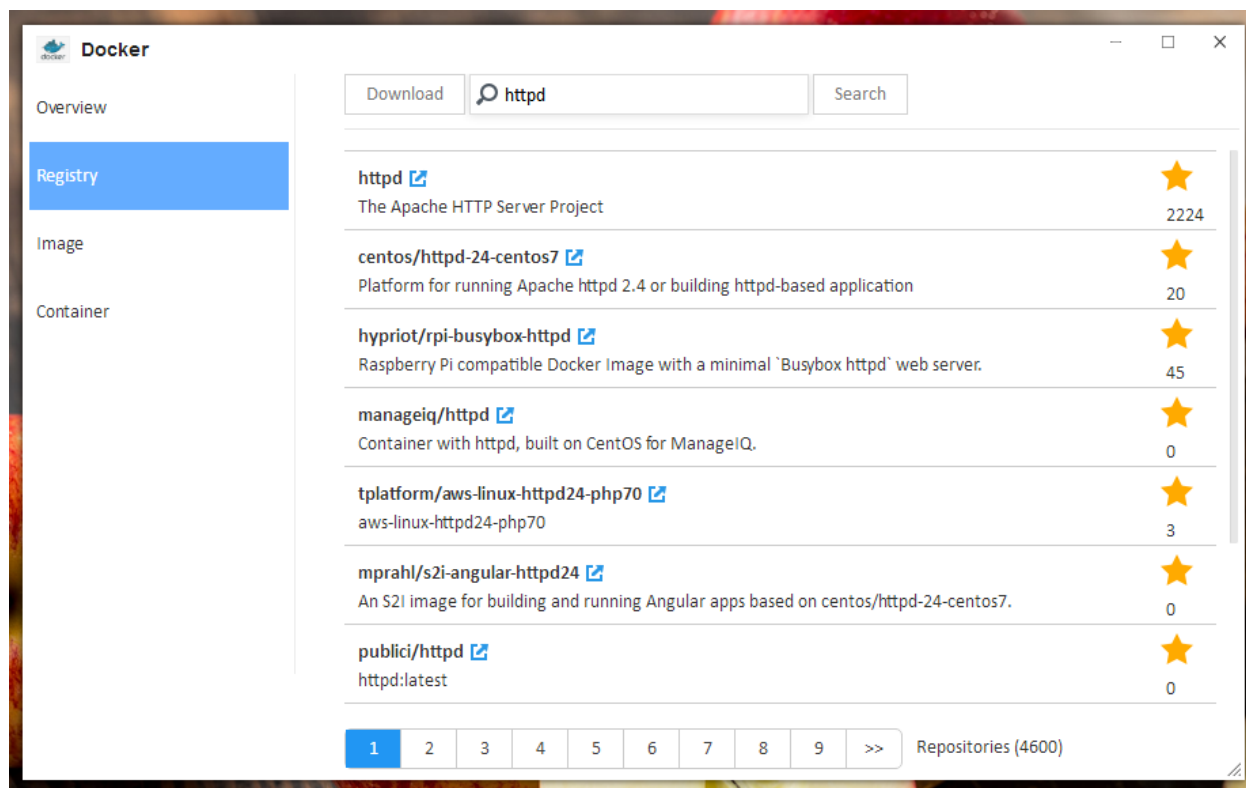 docker
Docker
Overview
Registry
Image
Container
Download
httpd
Search
httpd
The Apache HTTP Server Project
2224
centos/httpd-24-centos7
Platform for running Apache httpd 2.4 or building httpd-based application
20
hypriot/rpi-busybox-httpd
Raspberry Pi compatible Docker Image with a minimal `Busybox httpd` web server.
45
manageiq/httpd
Container with httpd, built on CentOS for ManageIQ.
0
tplatform/aws-linux-httpd24-php70
aws-linux-httpd24-php70
3
mprahl/s2i-angular-httpd24
An S2I image for building and running Angular apps based on centos/httpd-24-centos7.
0
publici/httpd
httpd:latest
0
1 2 3 4 5 6 7 8 9 >> Repositories (4600)